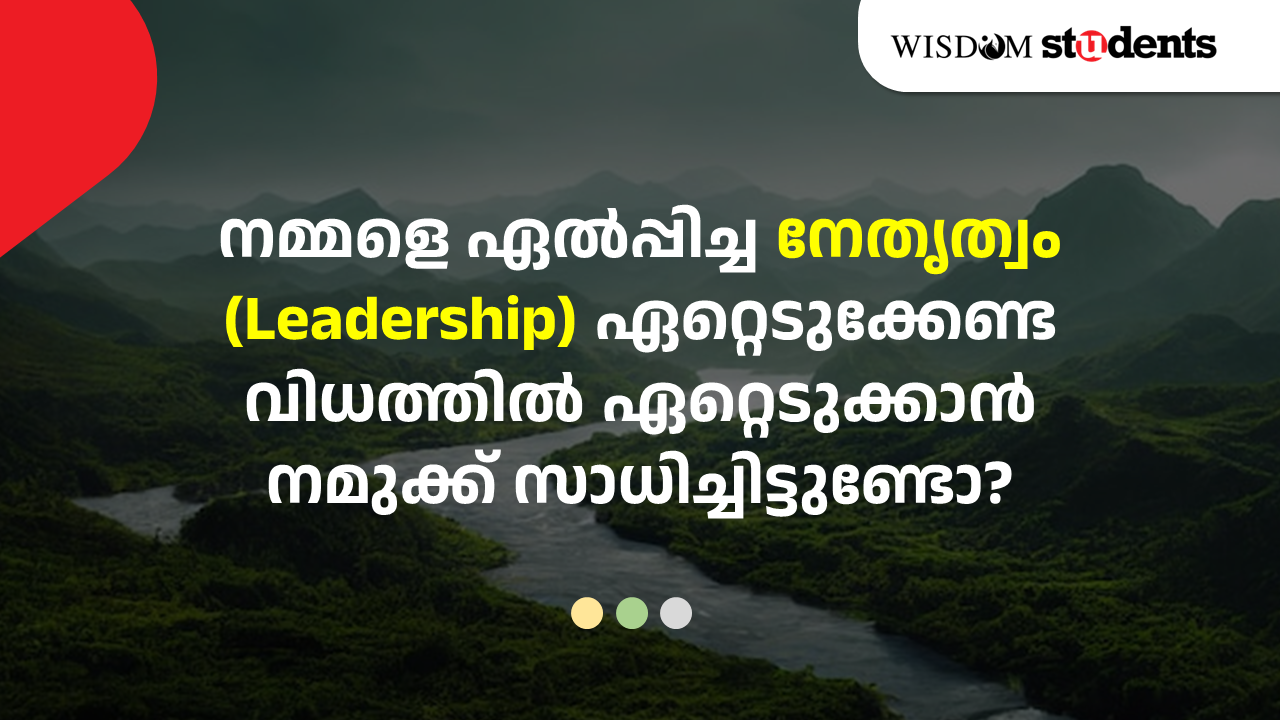 WISDOM students
നമ്മളെ ഏൽപ്പിച്ച നേതൃത്വം
(Leadership) ഏറ്റെടുക്കേണ്ട
വിധത്തിൽ ഏറ്റെടുക്കാൻ
നമുക്ക് സാധിച്ചിട്ടുണ്ടോ?